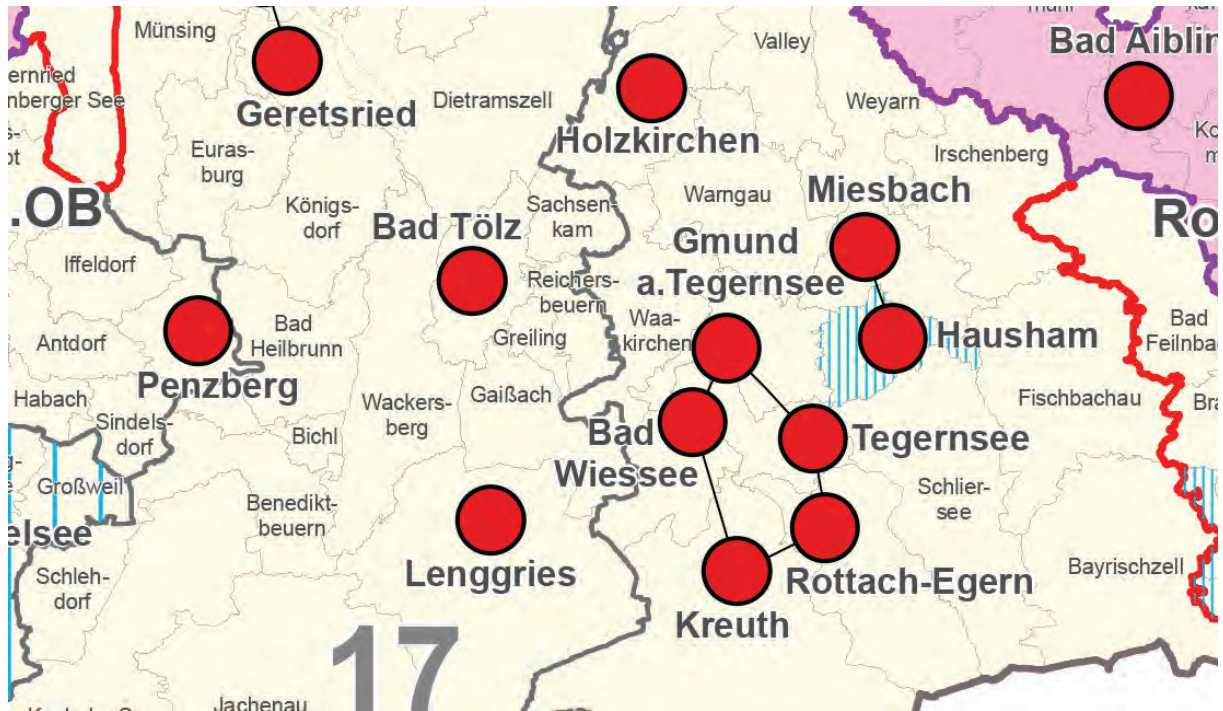 Münsing
Valley
Bad Aiblin
ernried
nberger See
Geretsried
Dietramszell
Weyarn
Holzkirchen
Euras-
burg
Irschenberg
.OB
Königs-
dorf
Bad Tölz
Sachsen
kam
Warngau
Miesbach
Ro
Gmund
a.Tegernsee
Iffeldorf
Reichers-
beuern
Waa-
kirchen
Bad
Heilbrunn
Greiling
Hausham
Bad
Feilnbac
Antdorf
Penzberg
Habach
Sindels-
dorf
Wackers-
berg
Gaißach
Fischbachau
Bra
Bichl
Bad
Wiessee
Tegernsee
Großweil
elsee
Benedikt-
beuern
Schlier-
see
Schleh-
dorf
Lenggries
Rottach-Egern
Bayrischzell
Kreuth
17
Jachenau